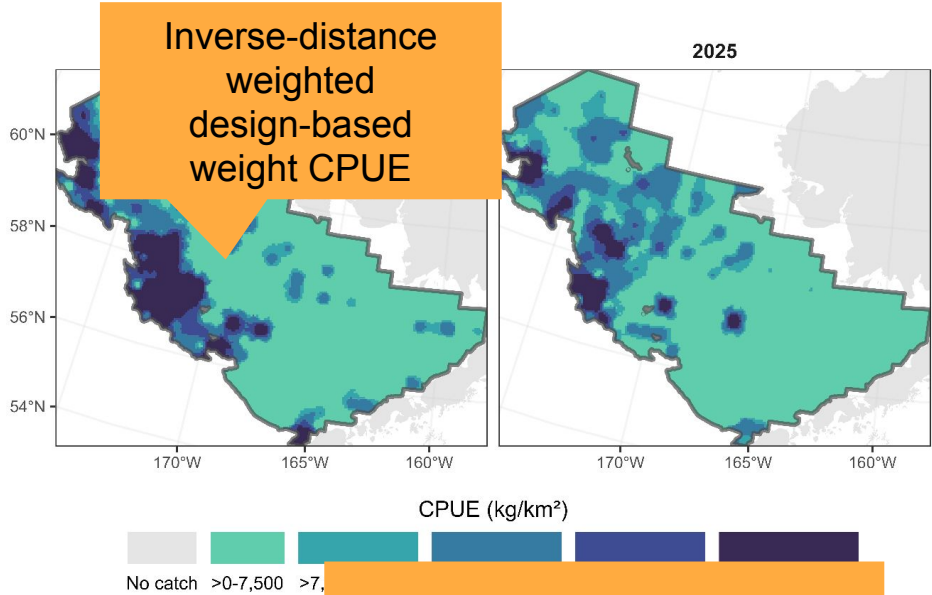 Inverse-distance
weighted
design-based
weight CPUE
2025
60°N
58°N
56°N
54°N
170°W 165°W 160°W 170°W 165°W 160°W
CPUE (kg/km²)
No catch >0-7,500 >7,